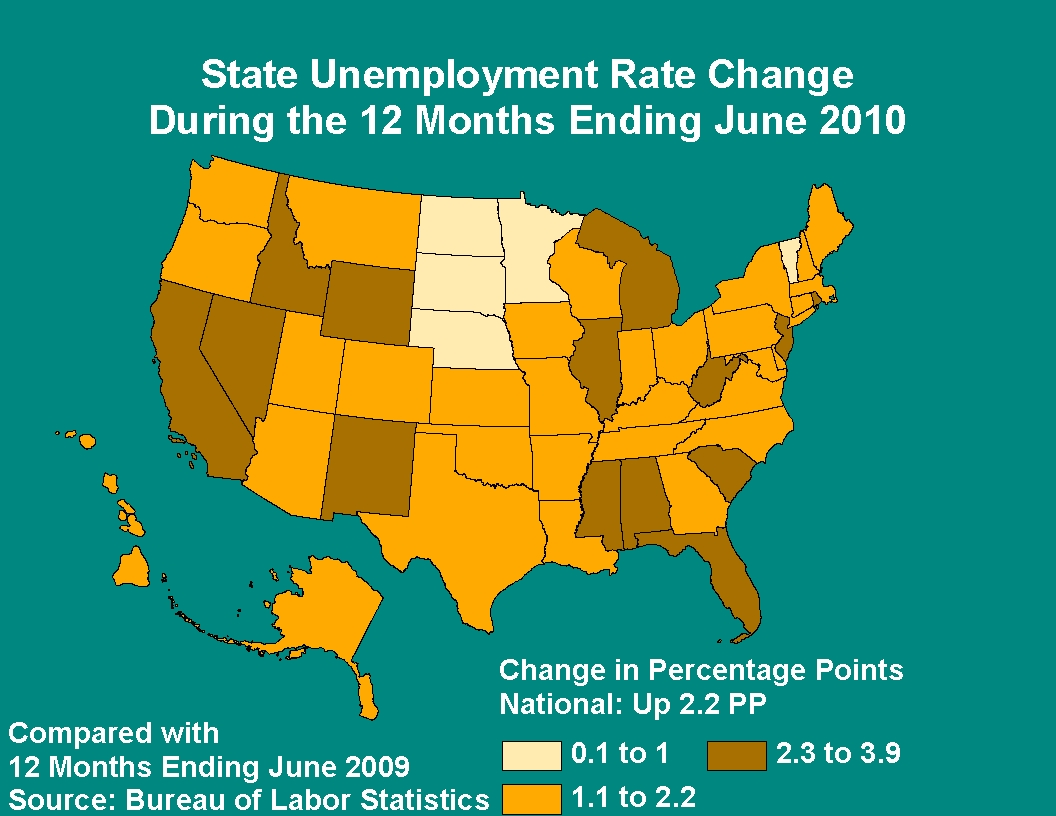 State Unemployment Rate Change
During the 12 Months Ending June 2010
Change in Percentage Points
National: Up 2.2 PP
0.1 to 1
2.3 to 3.9
1.1 to 2.2
Compared with
12 Months Ending June 2009
Source: Bureau of Labor Statistics